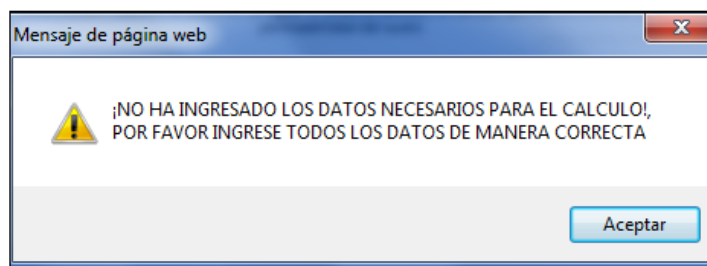 Mensaje de página web
¡NO HA INGRESADO LOS DATOS NECESARIOS PARA EL CALCULO!,
POR FAVOR INGRESE TODOS LOS DATOS DE MANERA CORRECTA
Aceptar